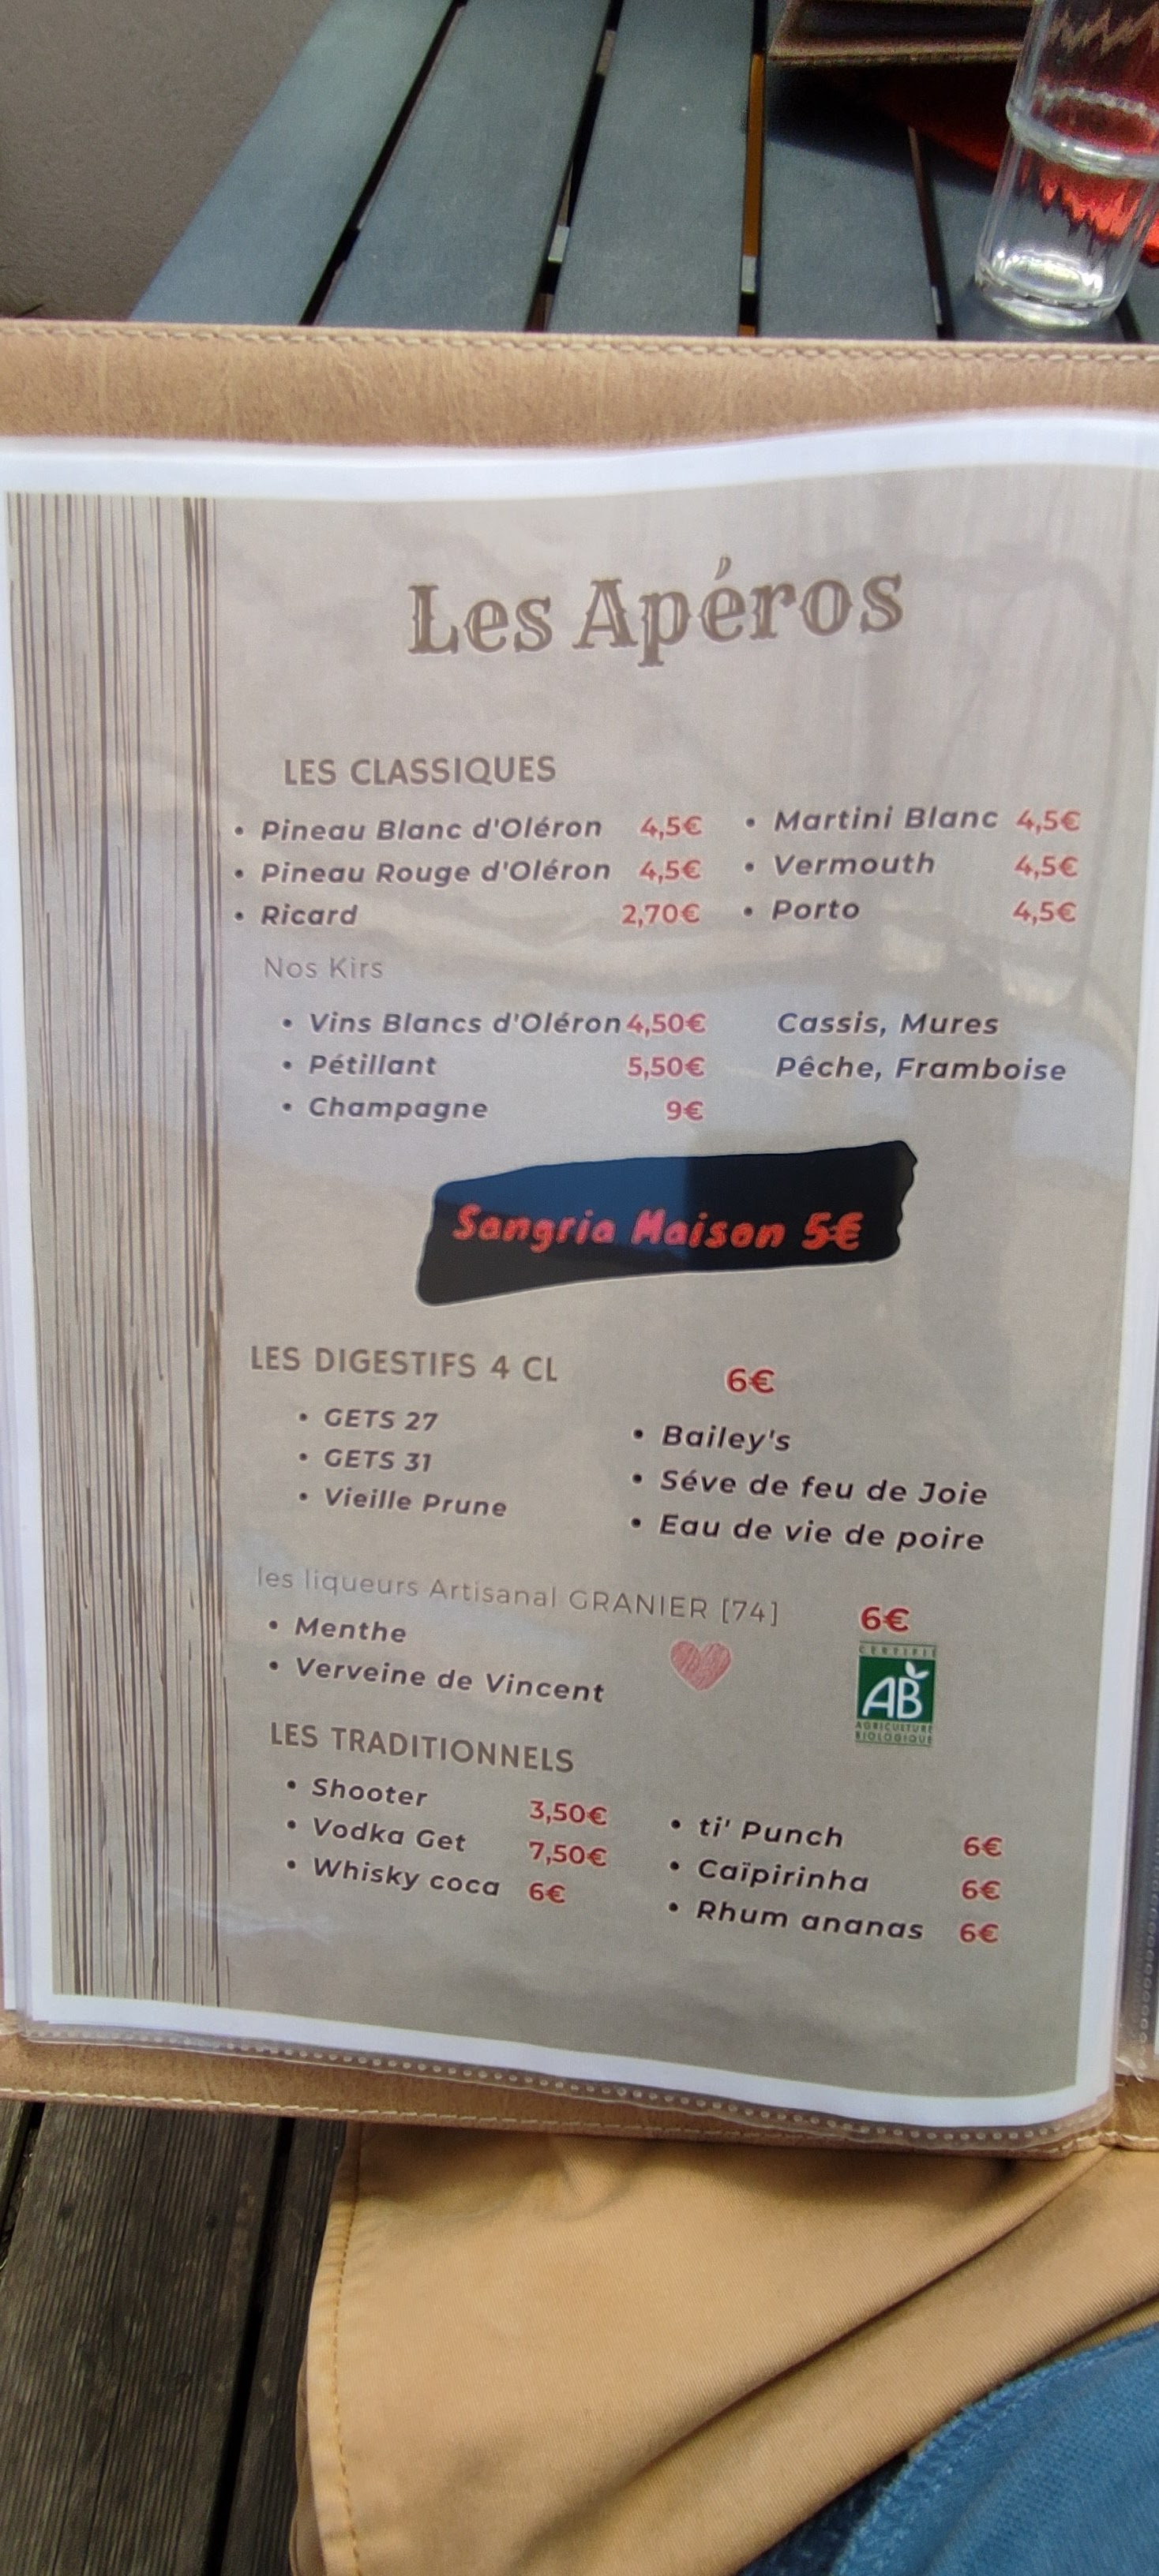 Les Apéros
LES CLASSIQUES
• Pineau Blanc d'Oléron 4,5€
• Pineau Rouge d'Oléron 4,5€
• Ricard 2,70€
• Martini Blanc 4,5€
• Vermouth 4,5€
• Porto 4,5€
Nos Kirs
• Vins Blancs d'Oléron 4,50€
• Pétillant 5,50€
• Champagne 9€
Cassis, Mures
Pêche, Framboise
Sangria Maison 5€
LES DIGESTIFS 4 CL 6€
• GETS 27
• GETS 31
• Vieille Prune
• Bailey's
• Séve de feu de Joie
• Eau de vie de poire
les liqueurs Artisanal GRANIER [74] 6€
• Menthe
• Verveine de Vincent
CERTIFIÉ
AB
AGRICULTURE
BIOLOGIQUE
LES TRADITIONNELS
• Shooter 3,50€
• Vodka Get 7,50€
• Whisky coca 6€
• ti' Punch 6€
• Caïpirinha 6€
• Rhum ananas 6€